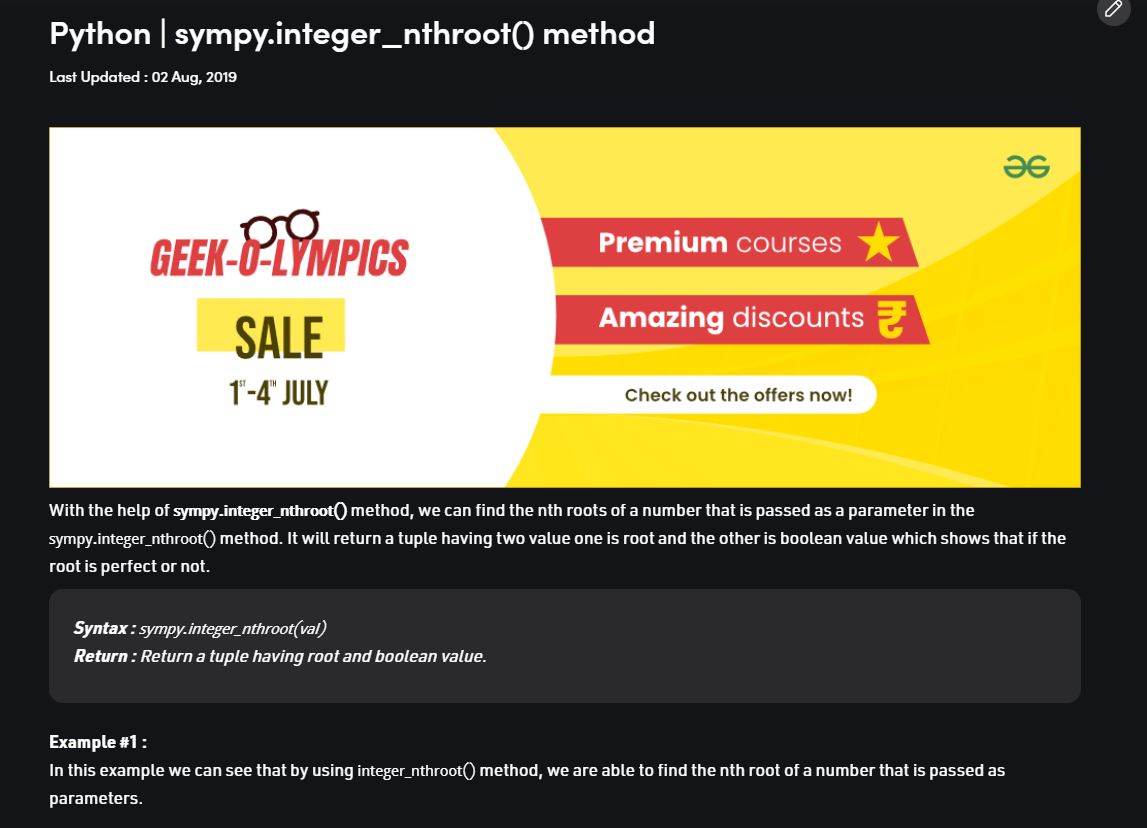 Python | sympy.integer_nthroot() method
Last Updated : 02 Aug, 2019
GEEK-O-LYMPICS
SALE
1ST-4TH JULY
Premium courses
Amazing discounts ₹
Check out the offers now!
With the help of sympy.integer_nthroot() method, we can find the nth roots of a number that is passed as a parameter in the
sympy.integer_nthroot() method. It will return a tuple having two value one is root and the other is boolean value which shows that if the
root is perfect or not.
Syntax : sympy.integer_nthroot(val)
Return : Return a tuple having root and boolean value.
Example #1 :
In this example we can see that by using integer_nthroot() method, we are able to find the nth root of a number that is passed as
parameters.